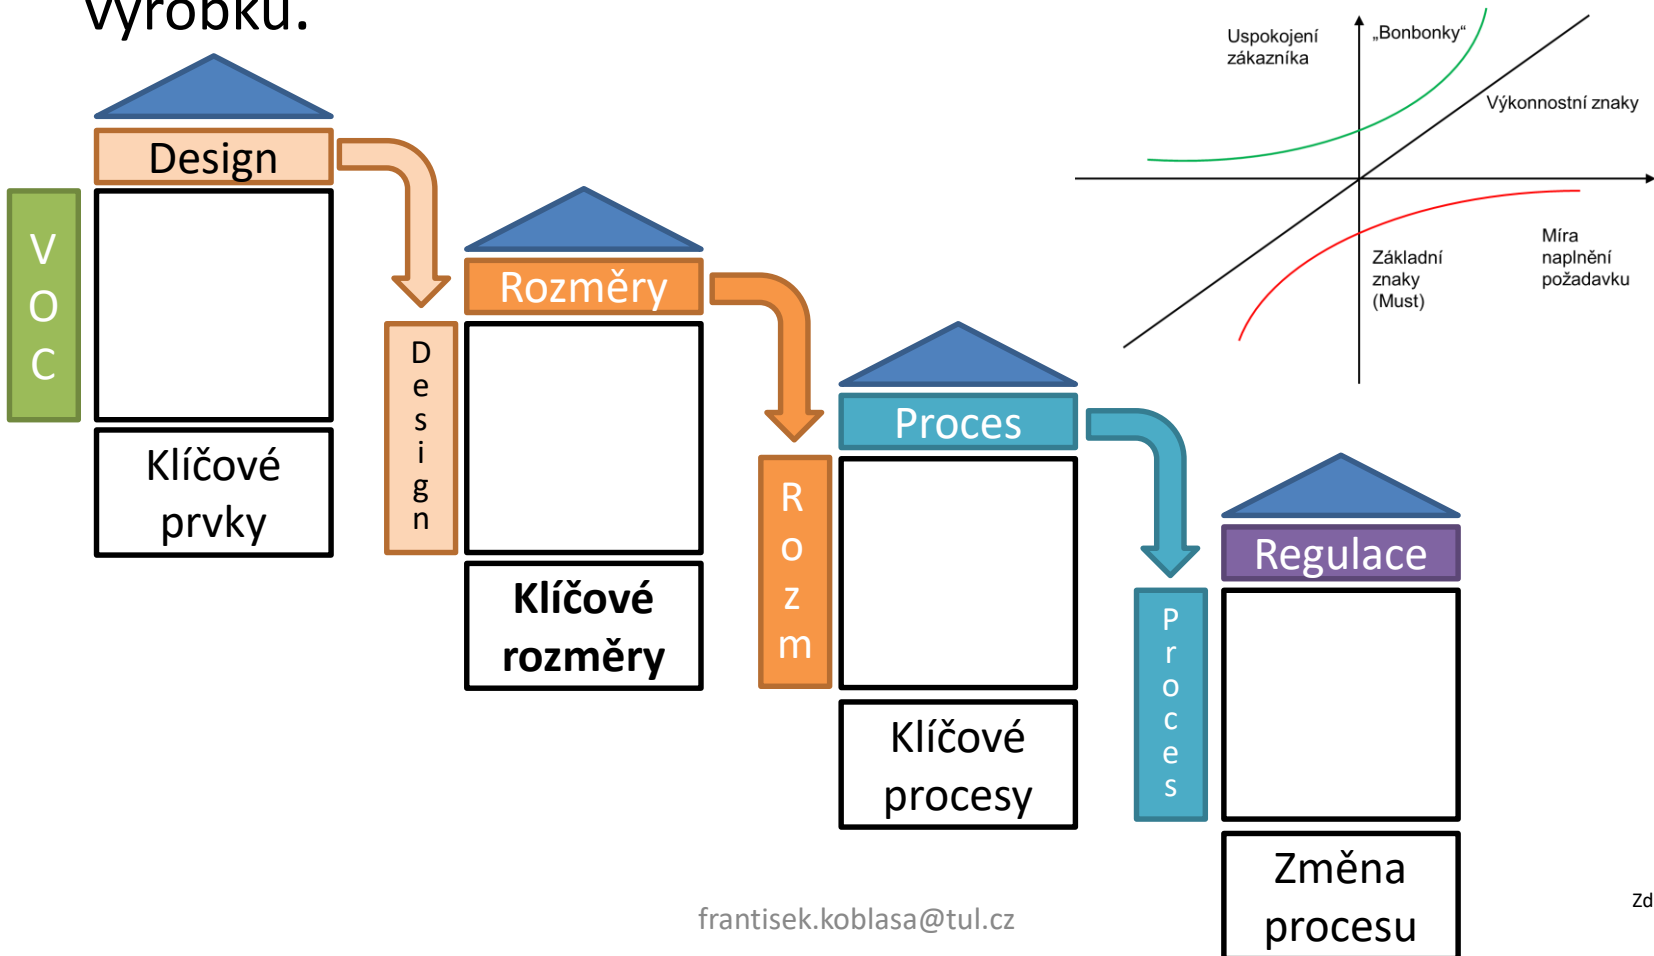 výrobku.
Design
V
O
C
Klíčové
prvky
Rozměry
D
e
s
i
g
n
Klíčové
rozměry
Proces
R
o
z
m
Klíčové
procesy
Regulace
P
r
o
c
e
s
Změna
procesu
Uspokojení
zákazníka
„Bonbonky“
Výkonnostní znaky
Základní
znaky
(Must)
Míra
naplnění
požadavku
frantisek.koblasa@tul.cz
Zd